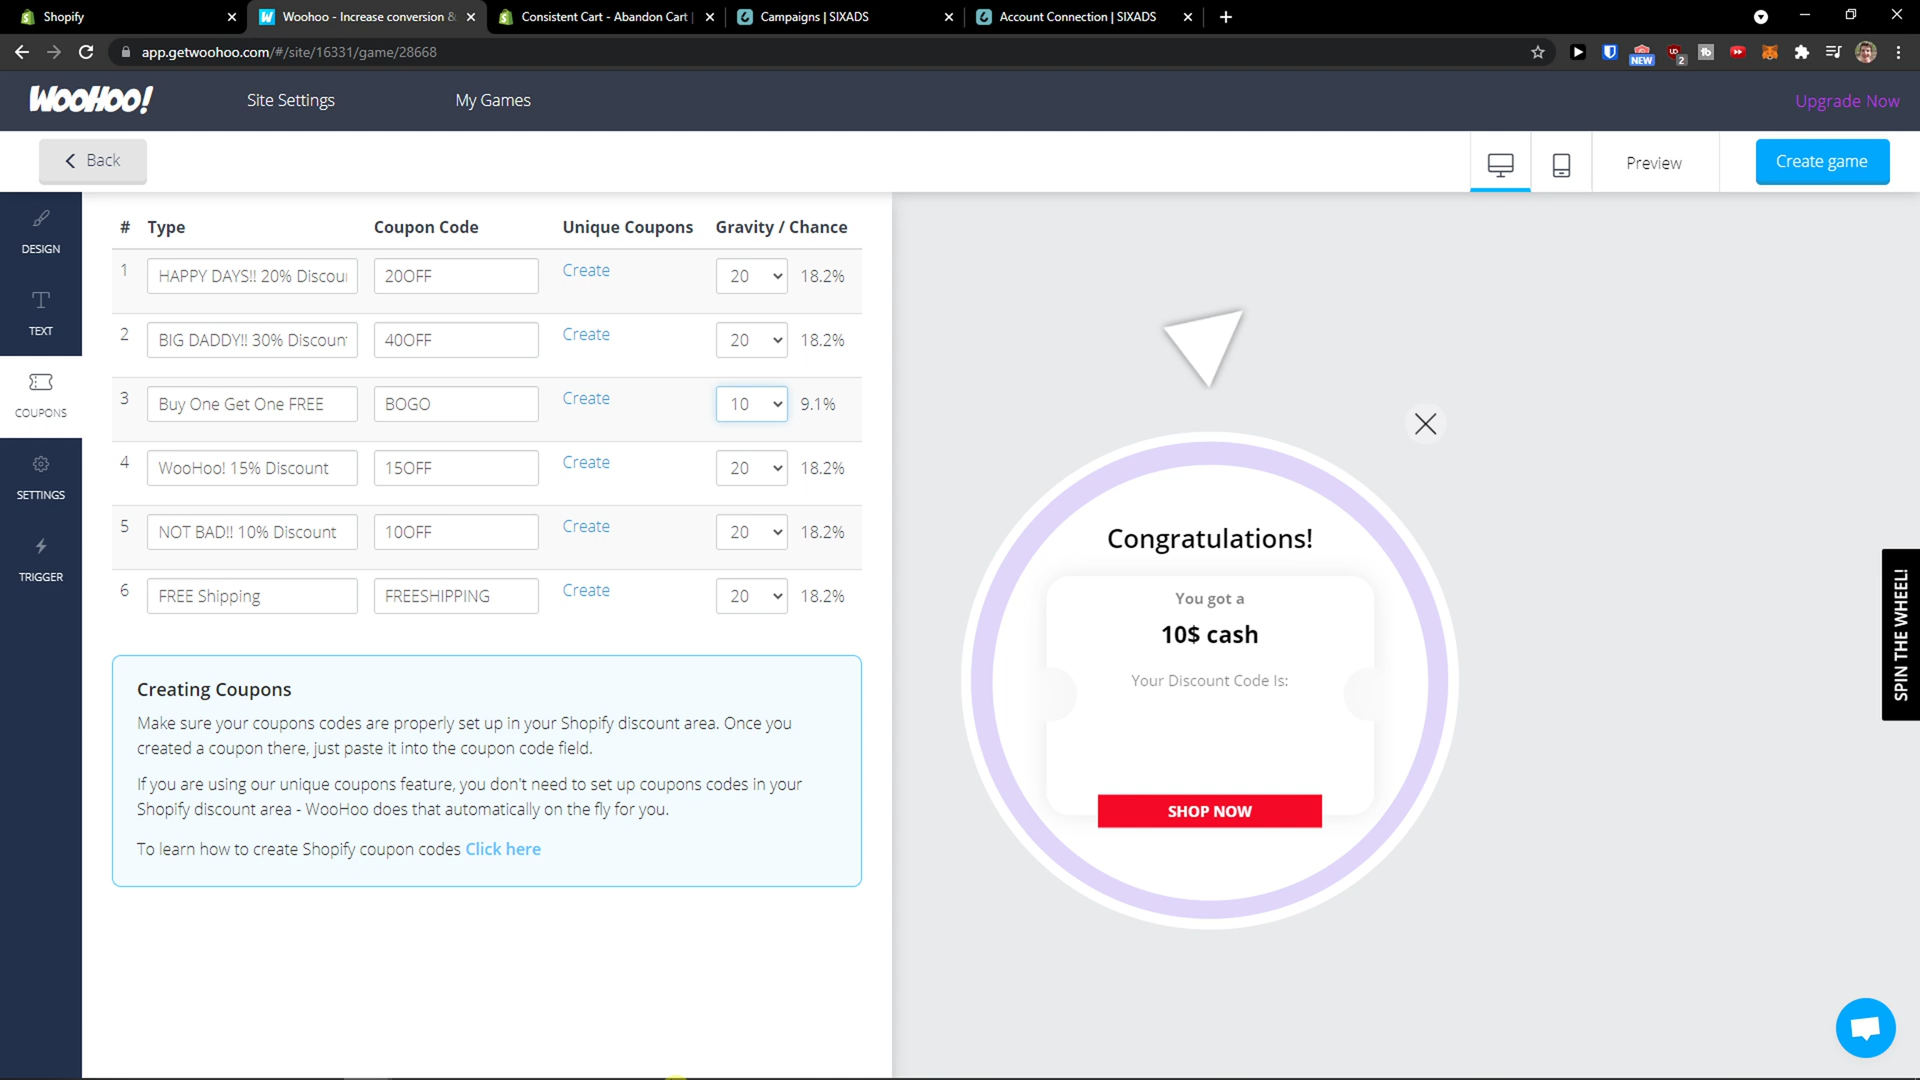 Shopify
Woohoo - Increase conversion &
Consistent Cart - Abandon Cart
Campaigns | SIXADS
Account Connection | SIXADS
app.getwoohoo.com/#/site/16331/game/28668
NEW
2
WOOHOO!
Site Settings
My Games
Upgrade Now
Back
Preview
Create game
DESIGN
TEXT
COUPONS
SETTINGS
TRIGGER
# Type Coupon Code Unique Coupons Gravity / Chance
1 HAPPY DAYS!! 20% Discou 20OFF Create 20 18.2%
2 BIG DADDY!! 30% Discoun 40OFF Create 20 18.2%
3 Buy One Get One FREE BOGO Create 10 9.1%
4 WooHoo! 15% Discount 15OFF Create 20 18.2%
5 NOT BAD!! 10% Discount 10OFF Create 20 18.2%
6 FREE Shipping FREESHIPPING Create 20 18.2%
Creating Coupons
Make sure your coupons codes are properly set up in your Shopify discount area. Once you
created a coupon there, just paste it into the coupon code field.
If you are using our unique coupons feature, you don't need to set up coupons codes in your
Shopify discount area - WooHoo does that automatically on the fly for you.
To learn how to create Shopify coupon codes Click here
Congratulations!
You got a
10$ cash
Your Discount Code Is:
SHOP NOW
SPIN THE WHEEL!